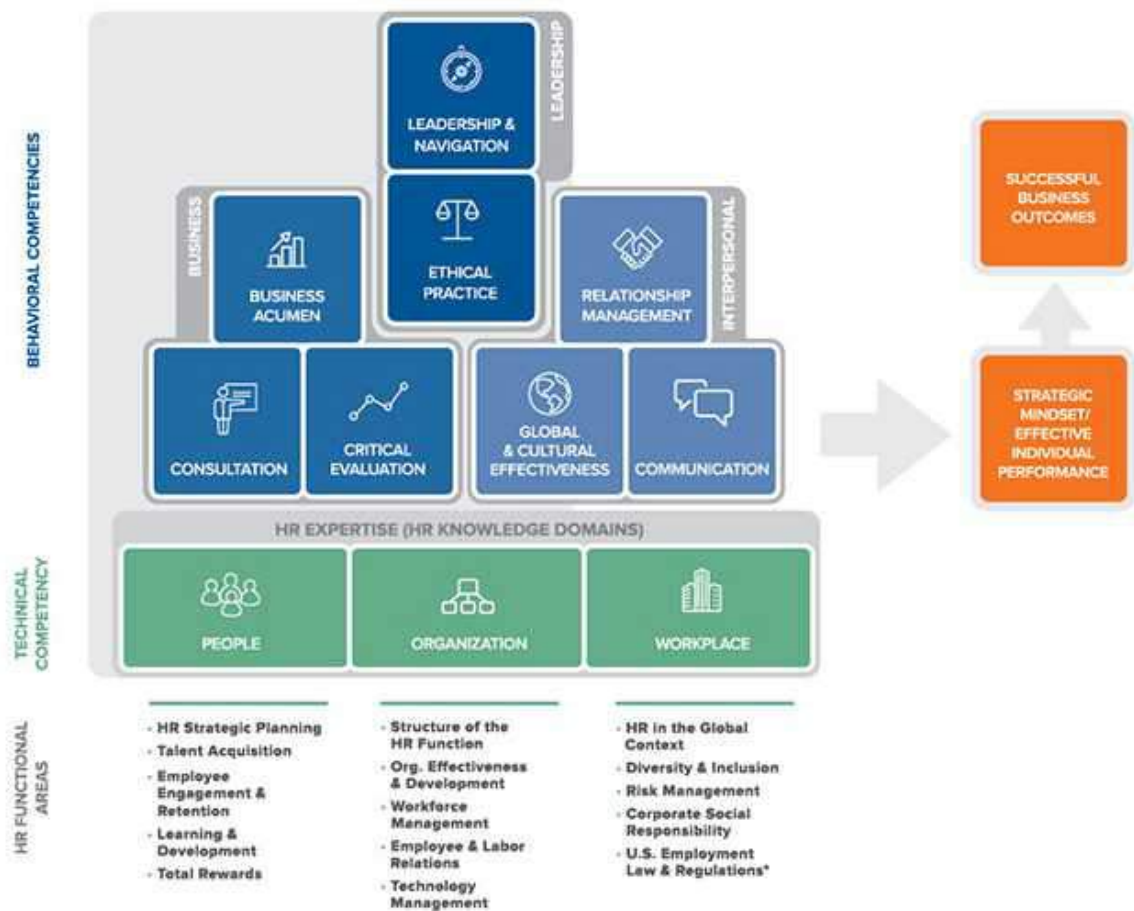 BEHAVIORAL COMPETENCIES
LEADERSHIP
LEADERSHIP &
NAVIGATION
ETHICAL
PRACTICE
BUSINESS
BUSINESS
ACUMEN
CONSULTATION
CRITICAL
EVALUATION
INTERPERSONAL
RELATIONSHIP
MANAGEMENT
GLOBAL
& CULTURAL
EFFECTIVENESS
COMMUNICATION
SUCCESSFUL
BUSINESS
OUTCOMES
STRATEGIC
MINDSET/
EFFECTIVE
INDIVIDUAL
PERFORMANCE
TECHNICAL
COMPETENCY
HR EXPERTISE (HR KNOWLEDGE DOMAINS)
PEOPLE
ORGANIZATION
WORKPLACE
HR FUNCTIONAL
AREAS
• HR Strategic Planning
• Talent Acquisition
• Employee
Engagement &
Retention
• Learning &
Development
• Total Rewards
• Structure of the
HR Function
• Org. Effectiveness
& Development
• Workforce
Management
• Employee & Labor
Relations
• Technology
Management
• HR in the Global
Context
• Diversity & Inclusion
• Risk Management
• Corporate Social
Responsibility
• U.S. Employment
Law & Regulations*